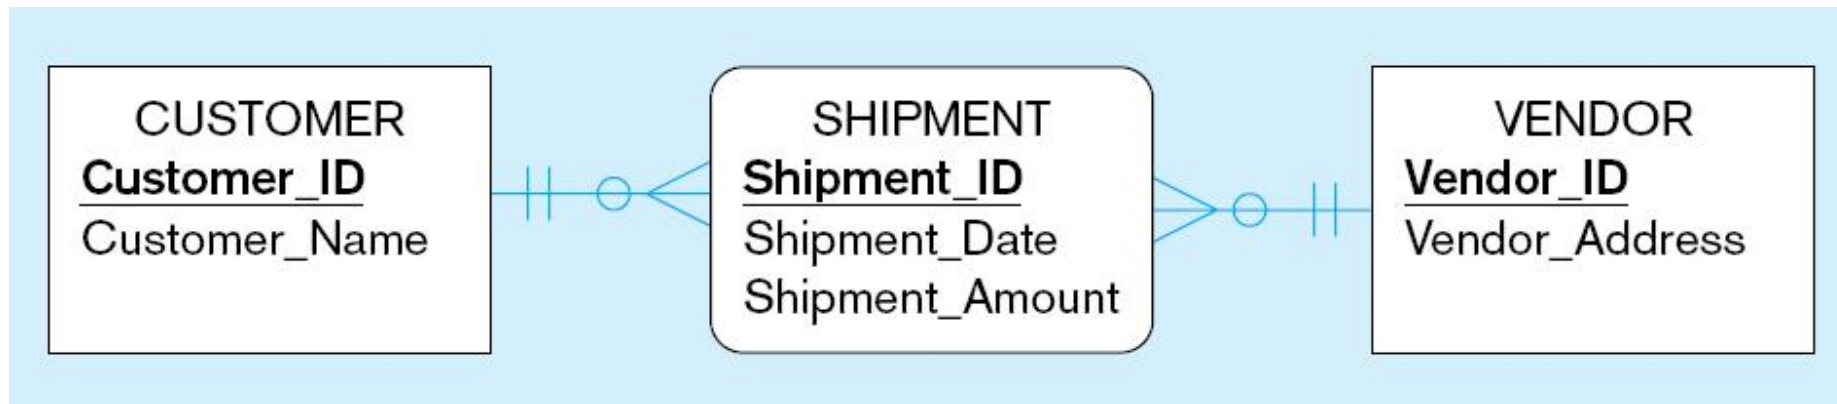 CUSTOMER
Customer_ID
Customer_Name
SHIPMENT
Shipment_ID
Shipment_Date
Shipment_Amount
VENDOR
Vendor_ID
Vendor_Address